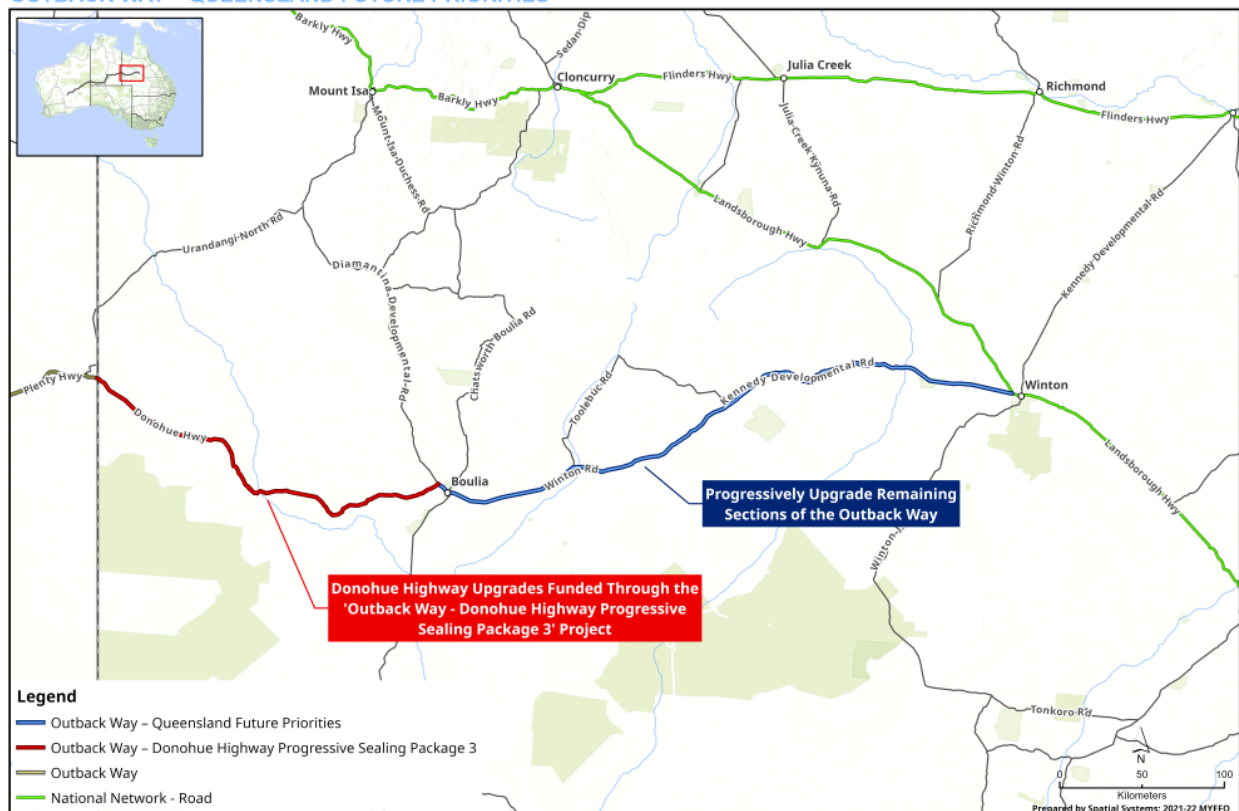 OUTBACK WAY – QUEENSLAND FUTURE PRIORITIES
Barkly Hwy
Sedan Dip
Cloncurry
Flinders Hwy
Julia Creek
Richmond
Mount Isa
Barkly Hwy
Flinders Hwy
Mount Isa Duchess Rd
Julia Creek Kynuna Rd
Richmond-Winton Rd
Landsborough Hwy
Kennedy Developmental Rd
Urandangi North Rd
Diamantina Developmental Rd
Chatsworth Boulia Rd
Toolebuc Rd
Kennedy Developmental Rd
Plenty Hwy
Winton
Donohue Hwy
Landsborough Hwy
Boulia
Winton Rd
Progressively Upgrade Remaining
Sections of the Outback Way
Donohue Highway Upgrades Funded Through the
'Outback Way - Donohue Highway Progressive
Sealing Package 3' Project
Legend
Outback Way – Queensland Future Priorities
Outback Way – Donohue Highway Progressive Sealing Package 3
Outback Way
National Network - Road
Tonkoro Rd
N
0 50 100
Kilometers
Prepared by Spatial Systems: 2021-22 MYEFO